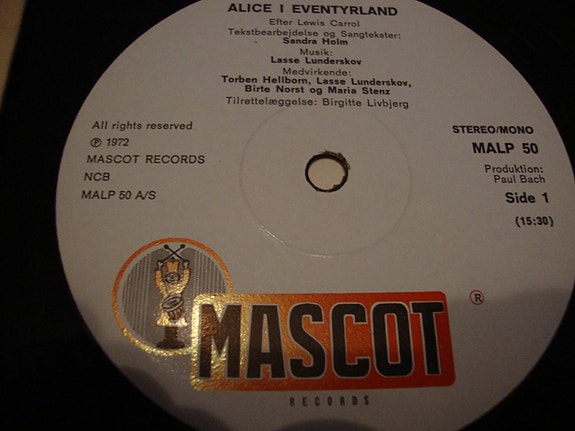 ALICE I EVENTYRLAND
Efter Lewis Carrol
Tekstbearbejdelse og Sangtekster:
Sandra Holm
Musik:
Lasse Lunderskov
Medvirkende:
Torben Hellborn, Lasse Lunderskov,
Birte Norst og Maria Stenz
Tilrettelæggelse: Birgitte Livbjerg
All rights reserved
℗ 1972
MASCOT RECORDS
NCB
MALP 50 A/S
STEREO/MONO
MALP 50
Produktion:
Paul Bach
Side 1
(15:30)
MASCOT ®
RECORDS